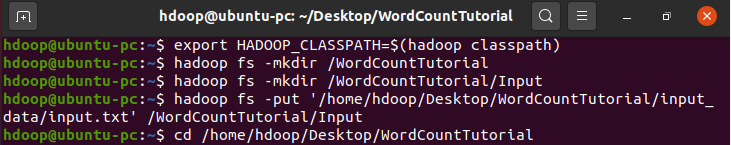 hdoop@ubuntu-pc: ~/Desktop/WordCountTutorial
hdoop@ubuntu-pc:~$ export HADOOP_CLASSPATH=$(hadoop classpath)
hdoop@ubuntu-pc:~$ hadoop fs -mkdir /WordCountTutorial
hdoop@ubuntu-pc:~$ hadoop fs -mkdir /WordCountTutorial/Input
hdoop@ubuntu-pc:~$ hadoop fs -put '/home/hdoop/Desktop/WordCountTutorial/input_
data/input.txt' /WordCountTutorial/Input
hdoop@ubuntu-pc:~$ cd /home/hdoop/Desktop/WordCountTutorial